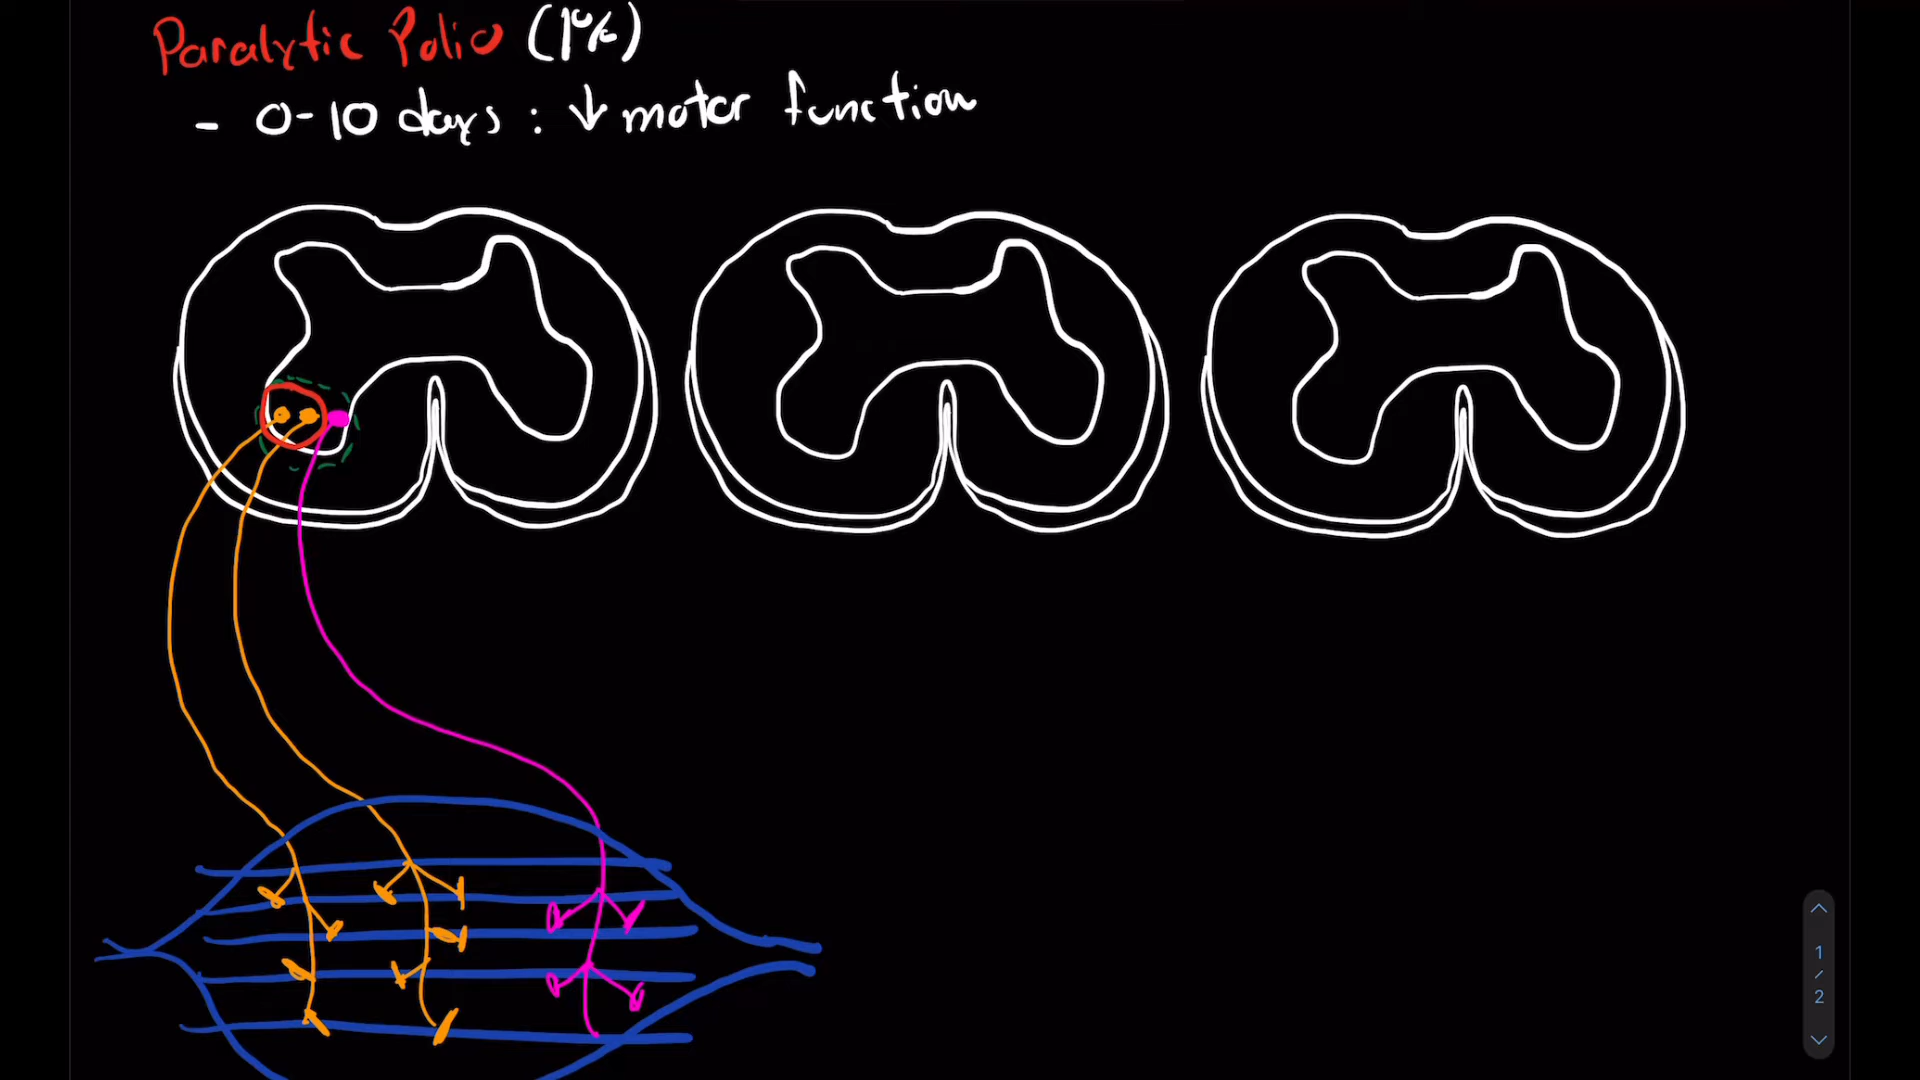 Paralytic Polio (1%)
- 0-10 days : ↓ motor function
1
/
2